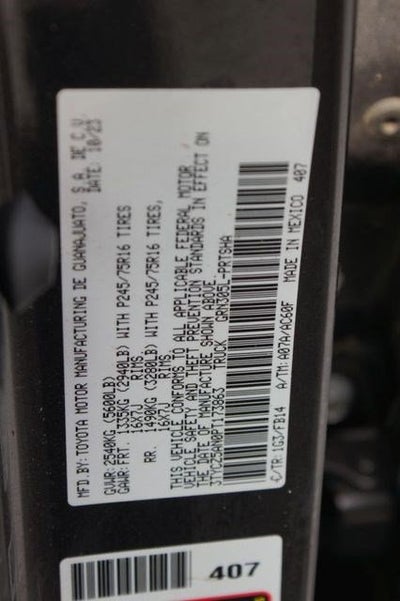 MFD.BY: TOYOTA MOTOR MANUFACTURING DE GUANAJUATO, S.A. DE C.V.
DATE: 10/23
GVWR: 2540KG (5600LB)
GAWR: FRT. 1335KG (2940LB) WITH P245/75R16 TIRES
16X7J RIMS,
RR. 1490KG (3280LB) WITH P245/75R16 TIRES,
16X7J RIMS,
THIS VEHICLE CONFORMS TO ALL APPLICABLE FEDERAL MOTOR
VEHICLE SAFETY AND THEFT PREVENTION STANDARDS IN EFFECT ON
THE DATE OF MANUFACTURE SHOWN ABOVE.
3TYCZ5AN0PT173863 TRUCK GRN305L-PRTSHA
C/TR: 1G3/FB14 A/TM: A07A/AC60F MADE IN MEXICO 407
407